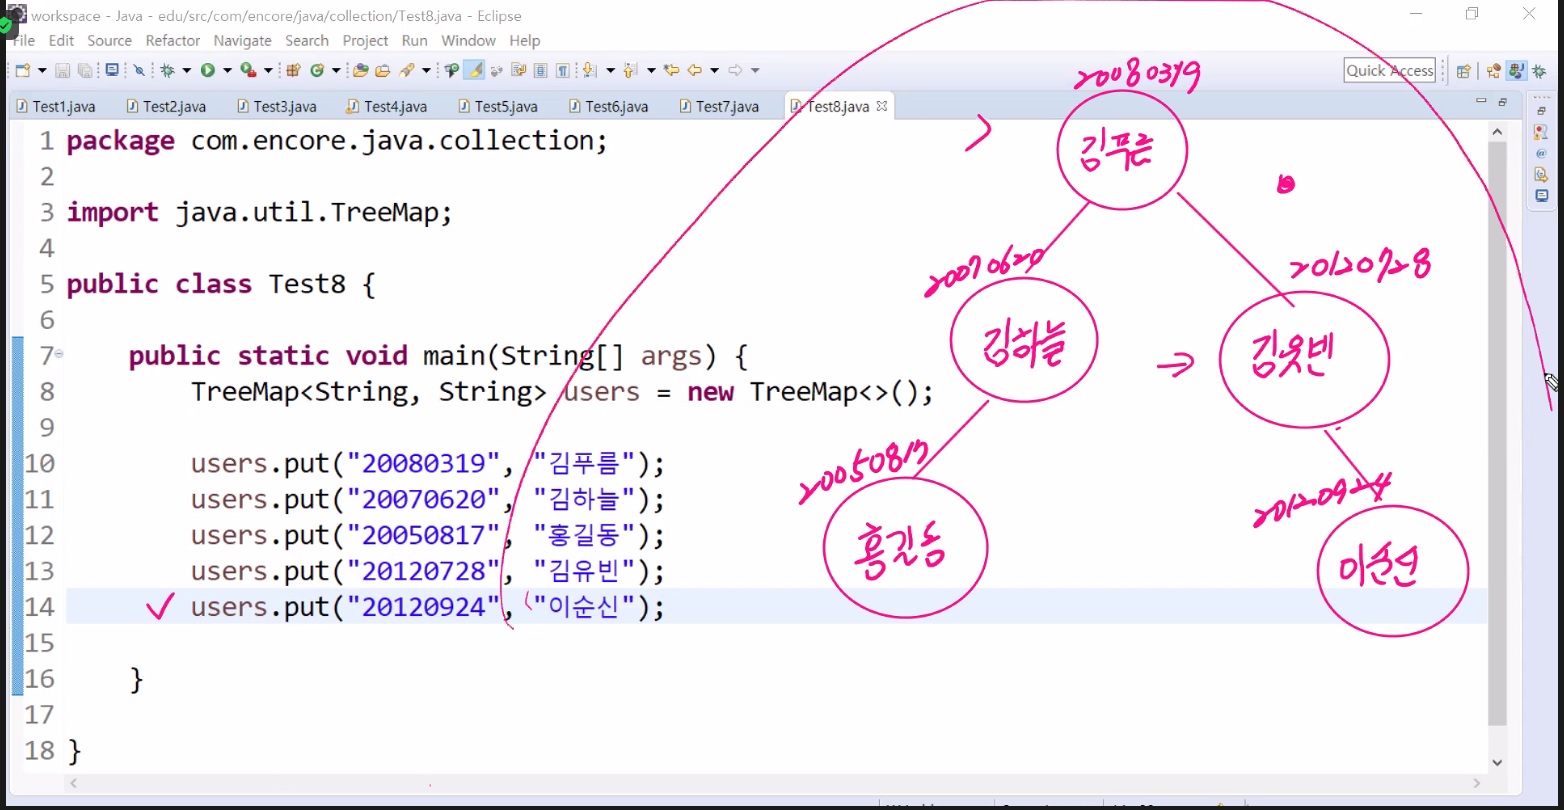 workspace - Java - edu/src/com/encore/java/collection/Test8.java - Eclipse
File Edit Source Refactor Navigate Search Project Run Window Help
Quick Access
Test1.java Test2.java Test3.java Test4.java Test5.java Test6.java Test7.java Test8.java
1 package com.encore.java.collection;
2
3 import java.util.TreeMap;
4
5 public class Test8 {
6
7 public static void main(String[] args) {
8 TreeMap<String, String> users = new TreeMap<>();
9
10 users.put("20080319", "김푸름");
11 users.put("20070620", "김하늘");
12 users.put("20050817", "홍길동");
13 users.put("20120728", "김유빈");
14 users.put("20120924", "이순신");
15
16 }
17
18 }
20080319
김푸른
20070620
김하늘
20120728
김윳벤
20050817
홍길동
20120924
이순신